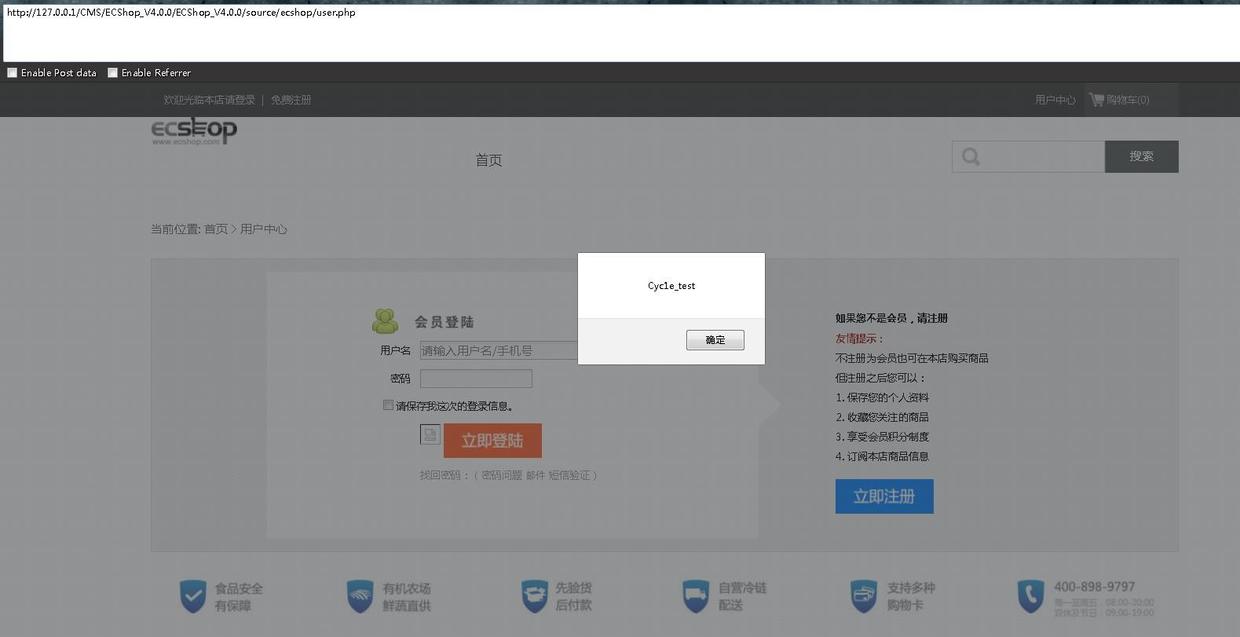 http://127.0.0.1/CMS/ECShop_V4.0.0/ECShop_V4.0.0/source/ecshop/user.php
Enable Post data Enable Referrer
欢迎光临本店请登录 | 免费注册 用户中心 购物车(0)
ecshop
www.ecshop.com
首页 搜索
当前位置: 首页 > 用户中心
Cycle_test
确定
会员登陆
用户名 请输入用户名/手机号
密码
请保存我这次的登录信息。
立即登陆
找回密码：（ 密码问题 邮件 短信验证 ）
如果您不是会员，请注册
友情提示：
不注册为会员也可在本店购买商品
但注册之后您可以：
1. 保存您的个人资料
2. 收藏您关注的商品
3. 享受会员积分制度
4. 订阅本店商品信息
立即注册
食品安全
有保障
有机农场
鲜蔬直供
先验货
后付款
自营冷链
配送
支持多种
购物卡
400-898-9797
周一至周五：08:00-20:00
双休及节日：09:00-19:00